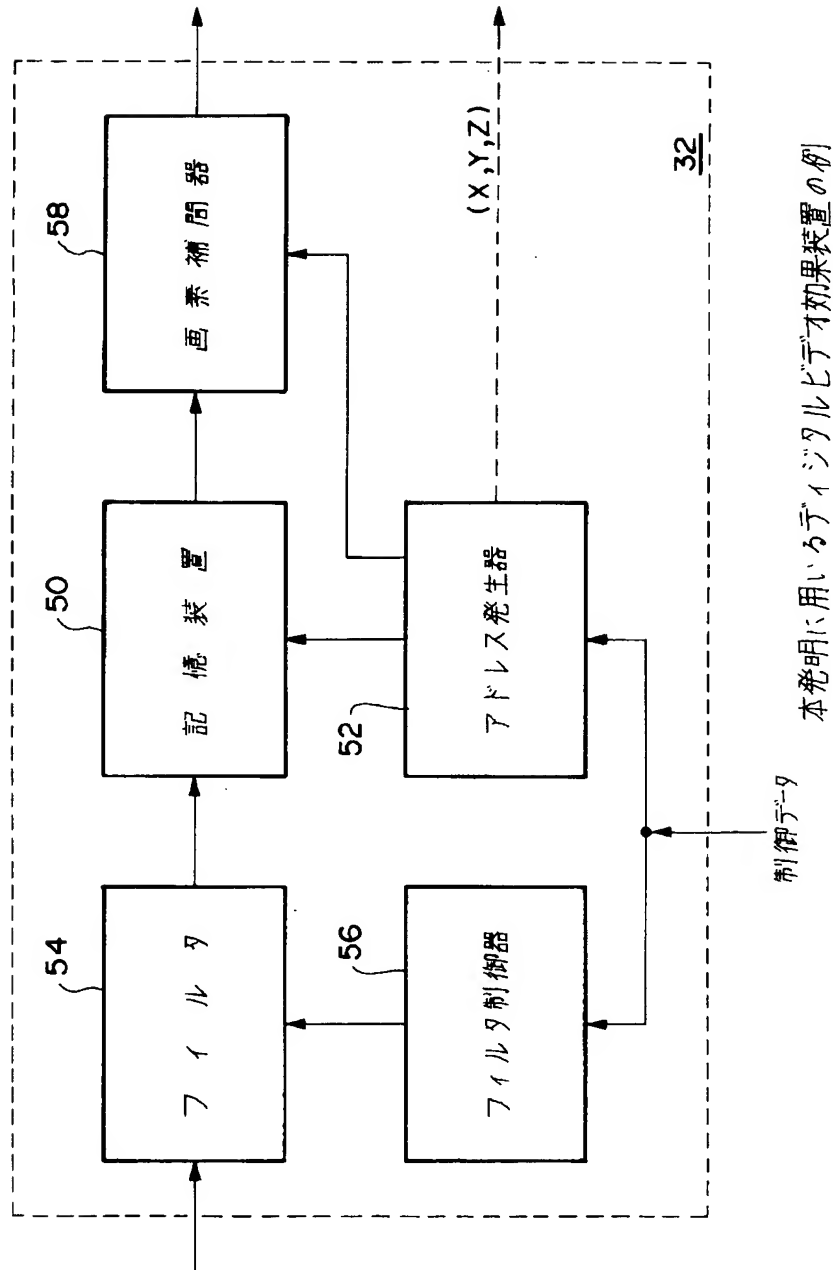 54
フィルタ
50
記憶装置
58
画素補間器
56
フィルタ制御器
52
アドレス発生器
(X,Y,Z)
32
制御データ
本発明に用いるディジタルビデオ効果装置の例